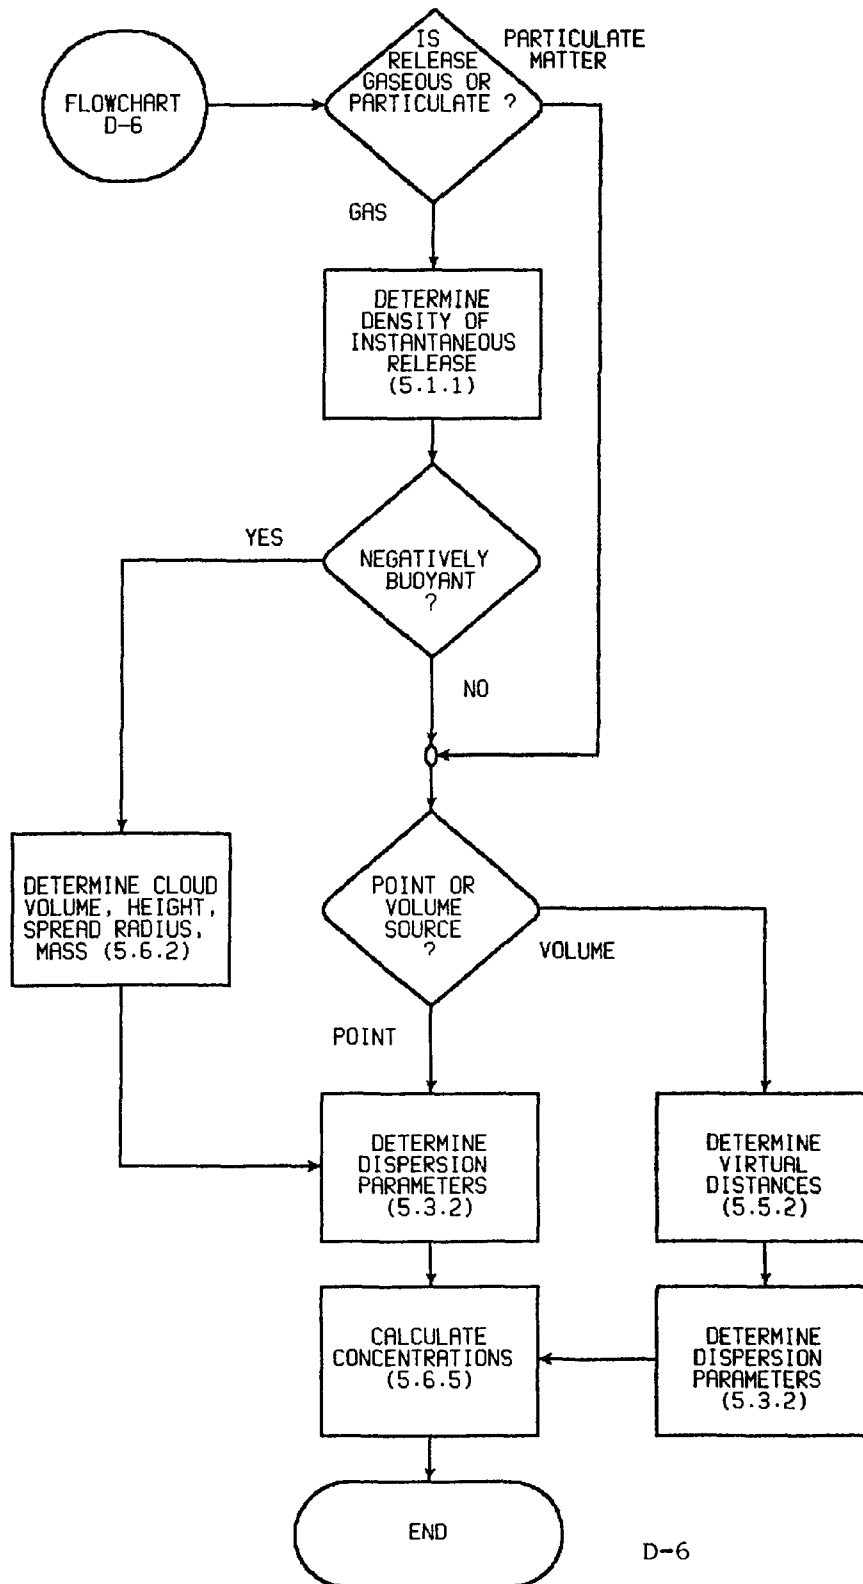 FLOWCHART
D-6
IS
RELEASE
GASEOUS OR
PARTICULATE ?
PARTICULATE
MATTER
GAS
DETERMINE
DENSITY OF
INSTANTANEOUS
RELEASE
(5.1.1)
YES
NEGATIVELY
BUOYANT
?
NO
DETERMINE CLOUD
VOLUME, HEIGHT,
SPREAD RADIUS,
MASS (5.6.2)
POINT OR
VOLUME
SOURCE
?
VOLUME
POINT
DETERMINE
DISPERSION
PARAMETERS
(5.3.2)
DETERMINE
VIRTUAL
DISTANCES
(5.5.2)
CALCULATE
CONCENTRATIONS
(5.6.5)
DETERMINE
DISPERSION
PARAMETERS
(5.3.2)
END
D-6